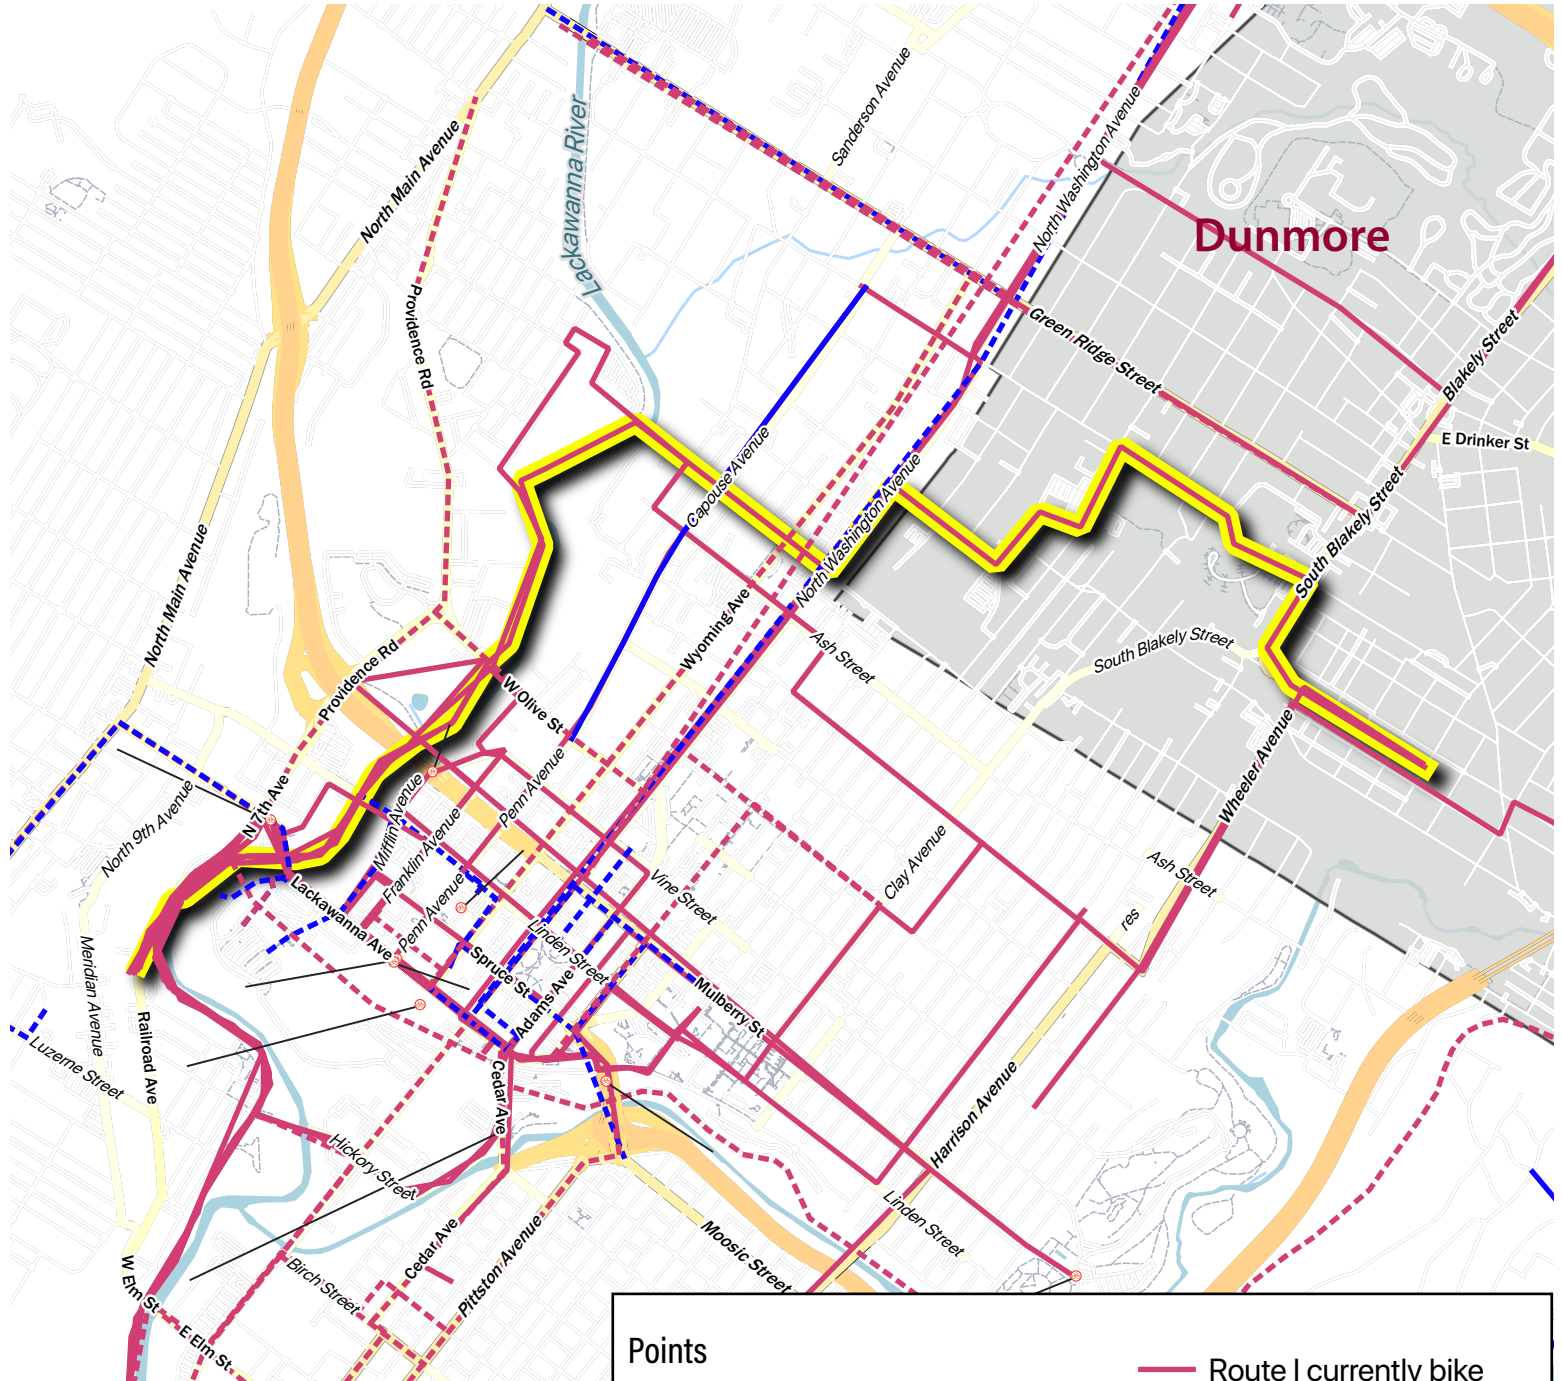 Sanderson Avenue
North Washington Avenue
Lackawanna River
North Main Avenue
Dunmore
Providence Rd
Green Ridge Street
Blakely Street
E Drinker St
Capouse Avenue
North Washington Avenue
South Blakely Street
North Main Avenue
North Washington Avenue
Wyoming Ave
Ash Street
South Blakely Street
Providence Rd
W Olive St
Wheeler Avenue
N 7th Ave
Penn Avenue
Mifflin Avenue
North 9th Avenue
Franklin Avenue
Clay Avenue
Ash Street
Vine Street
Lackawanna Ave
Penn Avenue
res
Linden Street
Spruce St
Meridian Avenue
Adams Ave
Mulberry St
Railroad Ave
Luzerne Street
Cedar Ave
Harrison Avenue
Hickory Street
Linden Street
Cedar Ave
Pittston Avenue
Moosic Street
W Elm St
Birch Street
E Elm St
Points
Route I currently bike